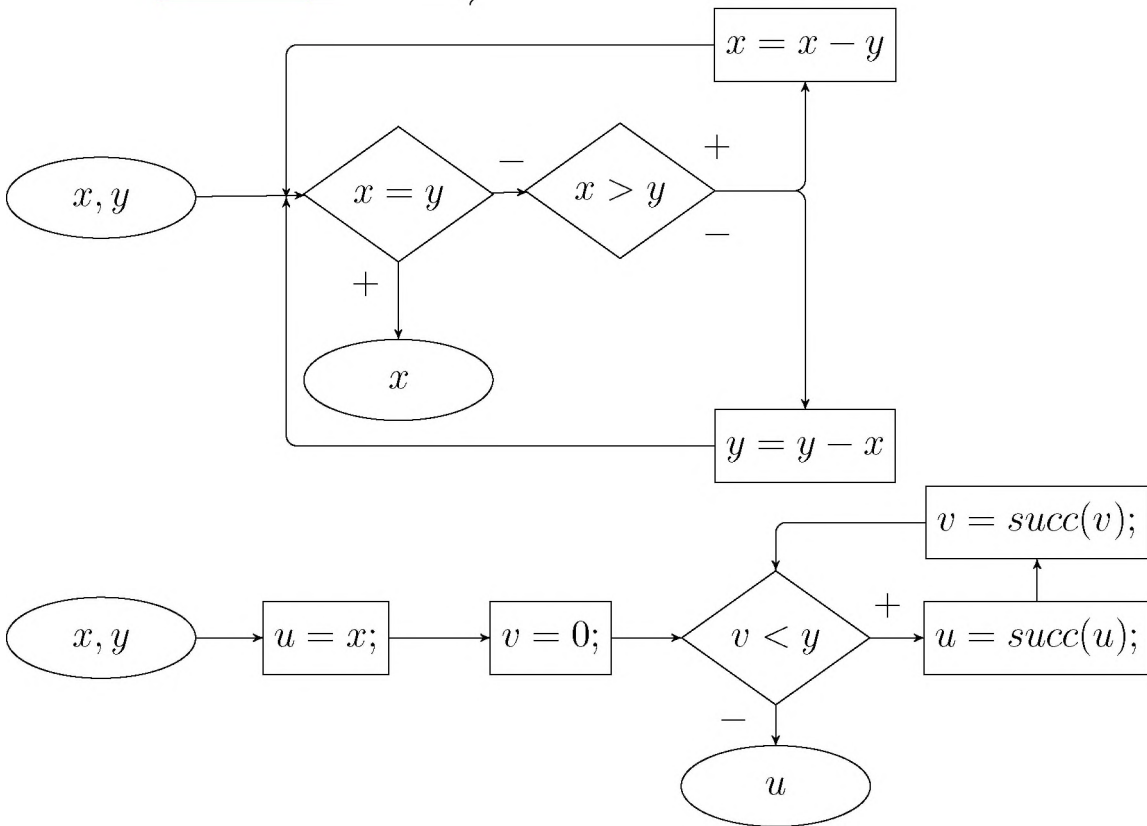 x = x − y
x, y
x = y
−
x > y
+
−
+
x
y = y − x
v = succ(v);
x, y
u = x;
v = 0;
v < y
+
u = succ(u);
−
u